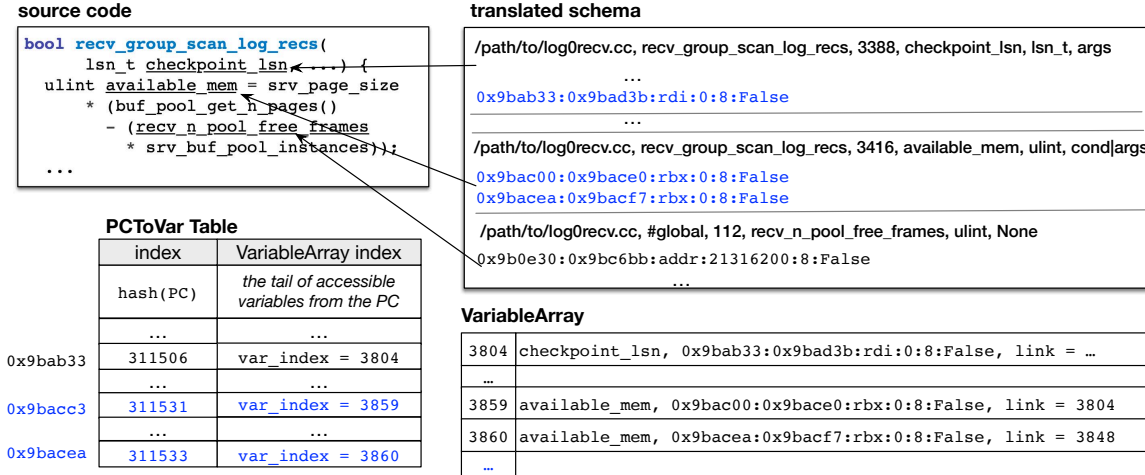 source code
bool recv_group_scan_log_recs(
lsn_t checkpoint_lsn, ...) {
ulint available_mem = srv_page_size
* (buf_pool_get_n_pages()
- (recv_n_pool_free_frames
* srv_buf_pool_instances));
...
translated schema
/path/to/log0recv.cc, recv_group_scan_log_recs, 3388, checkpoint_lsn, lsn_t, args
...
0x9bab33:0x9bad3b:rdi:0:8:False
...
/path/to/log0recv.cc, recv_group_scan_log_recs, 3416, available_mem, ulint, cond|args
0x9bac00:0x9bace0:rbx:0:8:False
0x9bacea:0x9bacf7:rbx:0:8:False
/path/to/log0recv.cc, #global, 112, recv_n_pool_free_frames, ulint, None
0x9b0e30:0x9bc6bb:addr:21316200:8:False
...
PCToVar Table
index VariableArray index
hash(PC) the tail of accessible
variables from the PC
... ...
0x9bab33 311506 var_index = 3804
... ...
0x9bacc3 311531 var_index = 3859
... ...
0x9bacea 311533 var_index = 3860
VariableArray
3804 checkpoint_lsn, 0x9bab33:0x9bad3b:rdi:0:8:False, link = …
...
3859 available_mem, 0x9bac00:0x9bace0:rbx:0:8:False, link = 3804
3860 available_mem, 0x9bacea:0x9bacf7:rbx:0:8:False, link = 3848
...